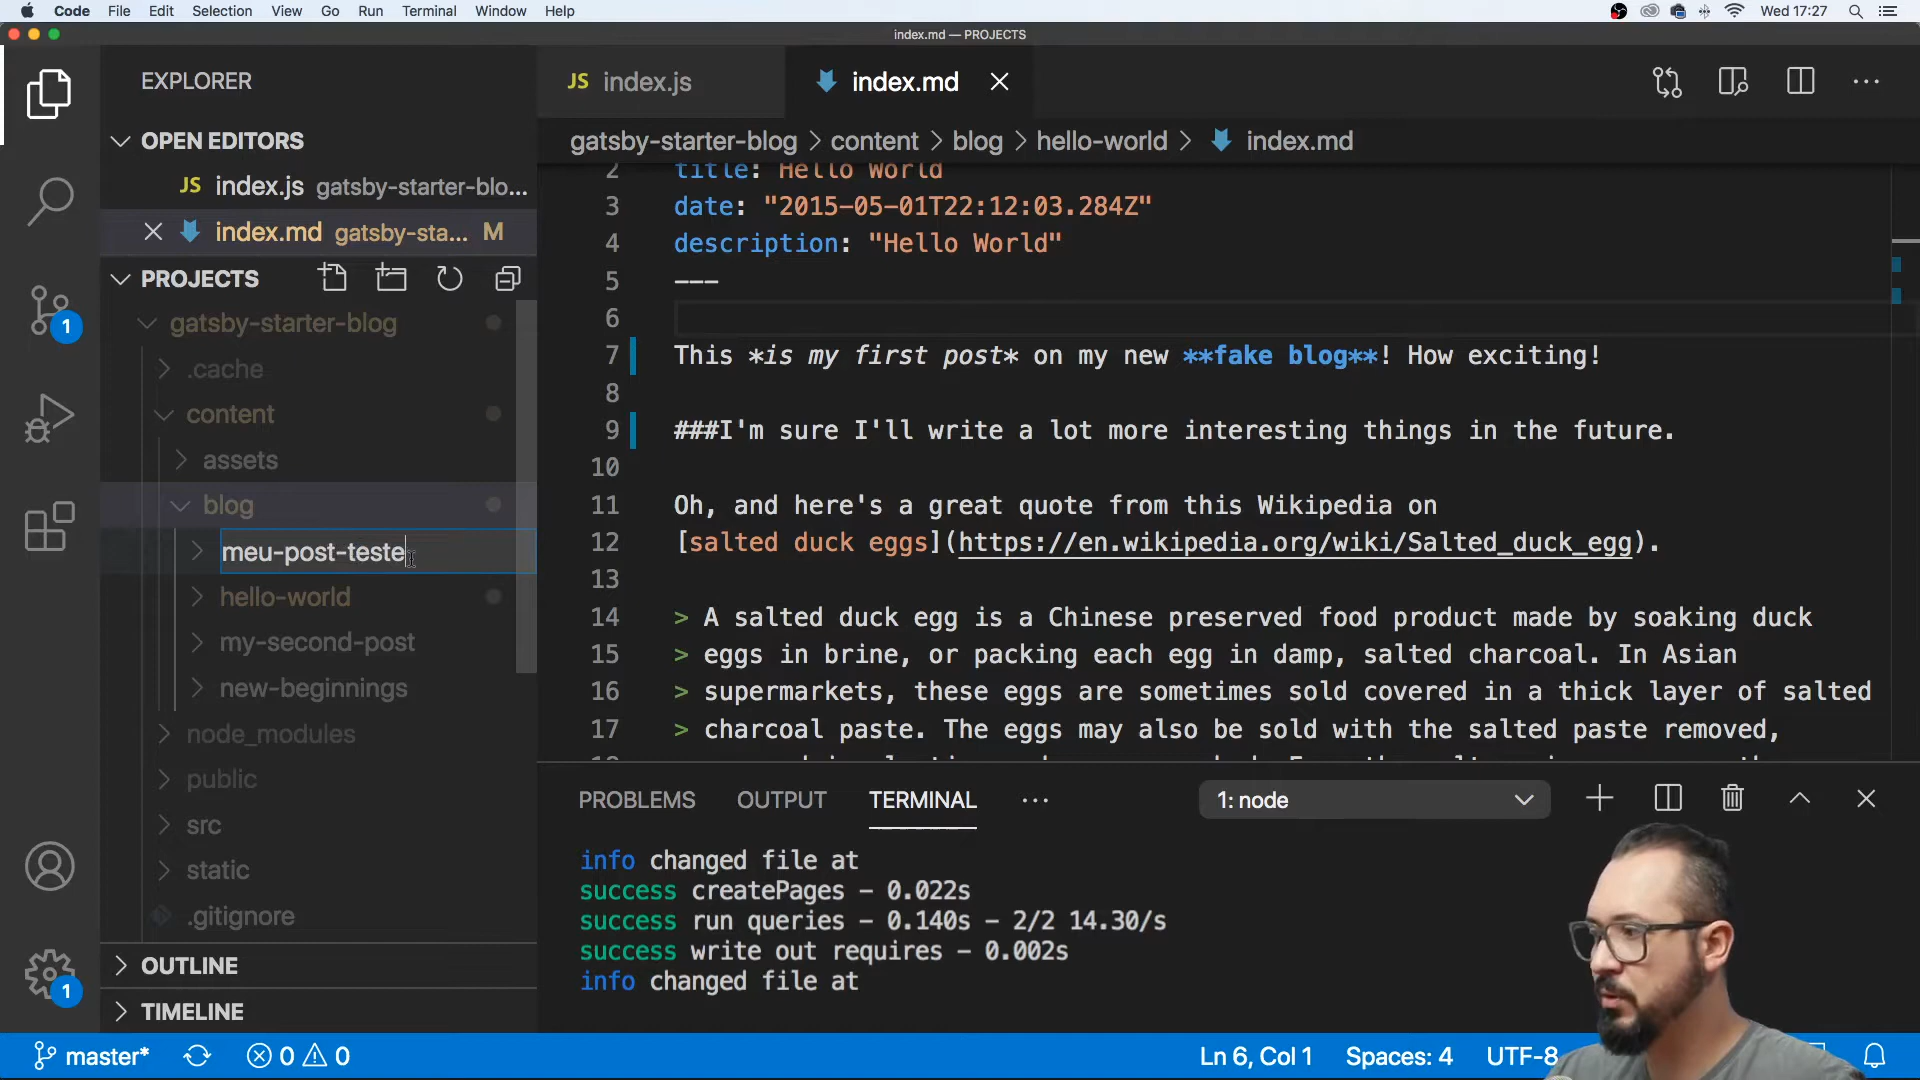 Code File Edit Selection View Go Run Terminal Window Help Wed 17:27
index.md — PROJECTS
EXPLORER
OPEN EDITORS
JS index.js gatsby-starter-blo...
index.md gatsby-sta... M
PROJECTS
gatsby-starter-blog
.cache
content
assets
blog
meu-post-teste
hello-world
my-second-post
new-beginnings
node_modules
public
src
static
.gitignore
OUTLINE
TIMELINE
1
1
JS index.js
index.md
gatsby-starter-blog > content > blog > hello-world > index.md
2 title: Hello World
3 date: "2015-05-01T22:12:03.284Z"
4 description: "Hello World"
5 ---
6
7 This *is my first post* on my new **fake blog**! How exciting!
8
9 ###I'm sure I'll write a lot more interesting things in the future.
10
11 Oh, and here's a great quote from this Wikipedia on
12 [salted duck eggs](https://en.wikipedia.org/wiki/Salted_duck_egg).
13
14 > A salted duck egg is a Chinese preserved food product made by soaking duck
15 > eggs in brine, or packing each egg in damp, salted charcoal. In Asian
16 > supermarkets, these eggs are sometimes sold covered in a thick layer of salted
17 > charcoal paste. The eggs may also be sold with the salted paste removed,
PROBLEMS OUTPUT TERMINAL ... 1: node
info changed file at
success createPages - 0.022s
success run queries - 0.140s - 2/2 14.30/s
success write out requires - 0.002s
info changed file at
master* 0 0 Ln 6, Col 1 Spaces: 4 UTF-8